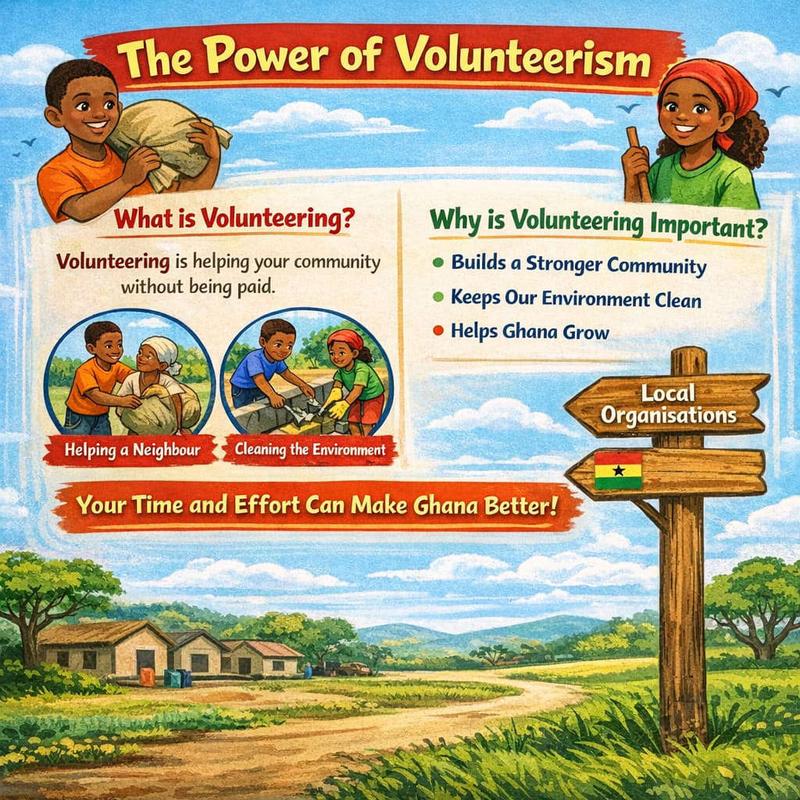 The Power of Volunteerism
What is Volunteering?
Volunteering is helping your community
without being paid.
Helping a Neighbour
Cleaning the Environment
Why is Volunteering Important?
• Builds a Stronger Community
• Keeps Our Environment Clean
• Helps Ghana Grow
Local
Organisations
Your Time and Effort Can Make Ghana Better!